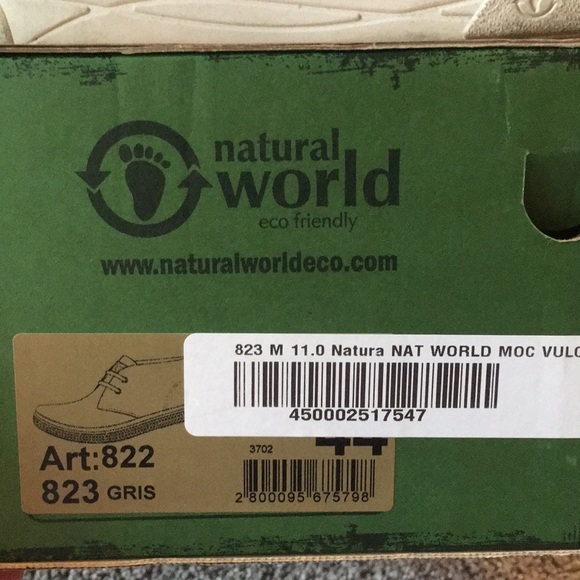 natural
world
eco friendly
www.naturalworldeco.com
823 M 11.0 Natura NAT WORLD MOC VULC
450002517547
44
Art:822
823 GRIS
3702
2 800095 675798